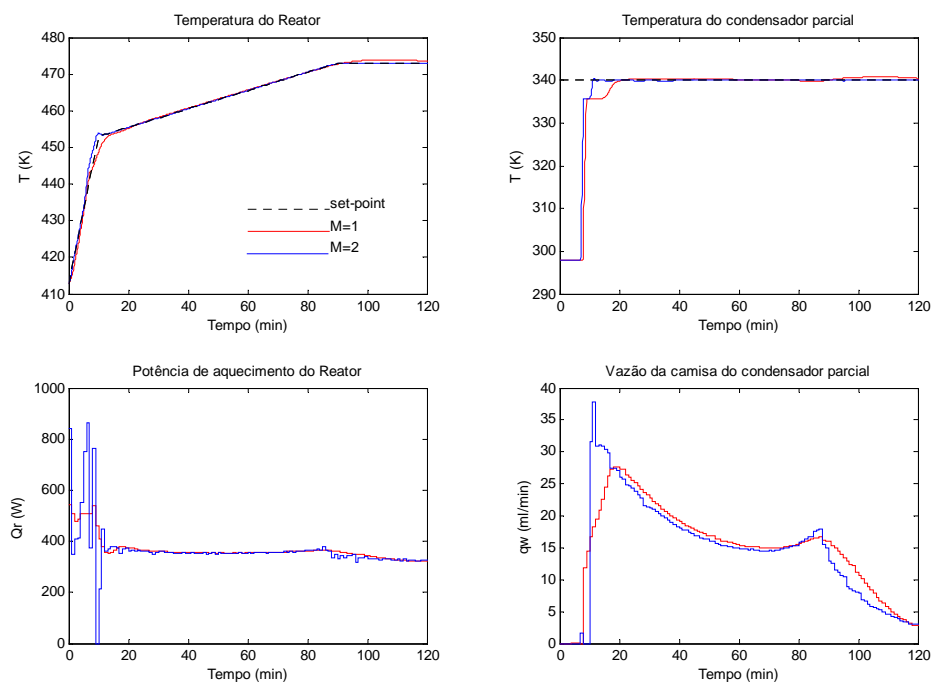 Temperatura do Reator
480
470
460
450
440
430
420
410
T (K)
set-point
M=1
M=2
0 20 40 60 80 100 120
Tempo (min)
Temperatura do condensador parcial
350
340
330
320
310
300
290
T (K)
0 20 40 60 80 100 120
Tempo (min)
Potência de aquecimento do Reator
1000
800
600
400
200
0
Qr (W)
0 20 40 60 80 100 120
Tempo (min)
Vazão da camisa do condensador parcial
40
35
30
25
20
15
10
5
0
qw (ml/min)
0 20 40 60 80 100 120
Tempo (min)